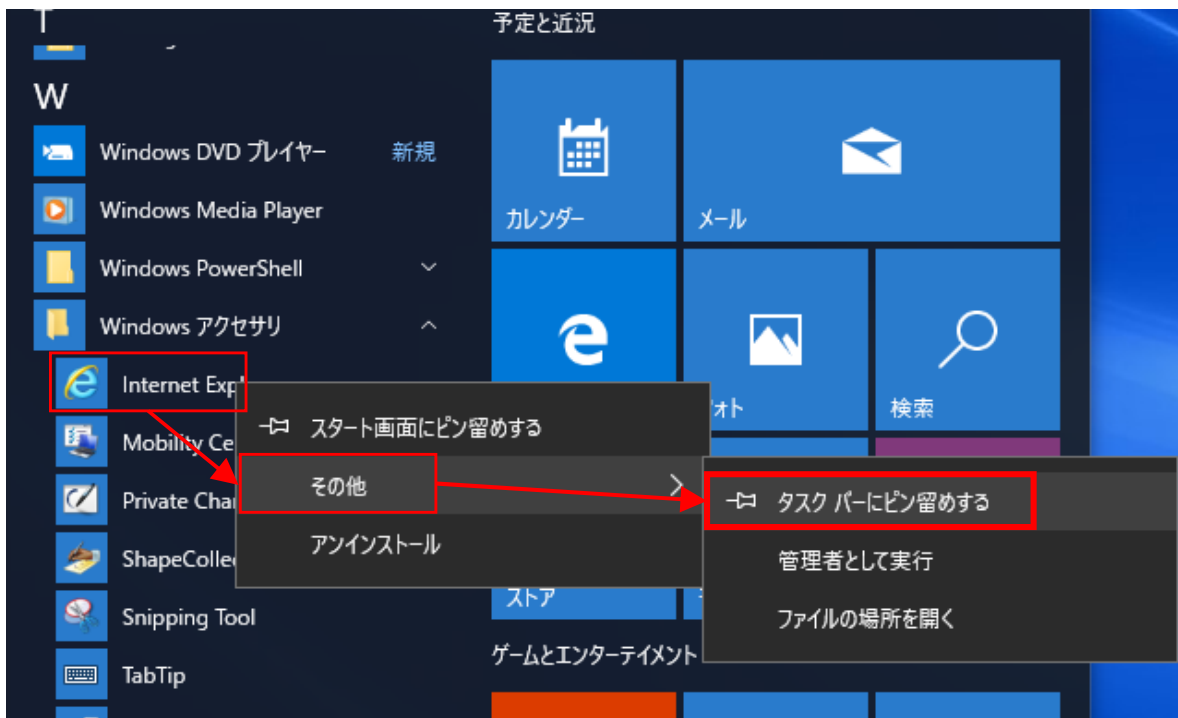 T
予定と近況
W
Windows DVD プレイヤー
新規
Windows Media Player
Windows PowerShell
Windows アクセサリ
カレンダー
メール
Internet
検索
スタート画面にピン留めする
Mobility
その他
タスク バーにピン留めする
Private
アンインストール
管理者として実行
ストア
ファイルの場所を開く
Snipping Tool
ゲームとエンターテイメント
TabTip